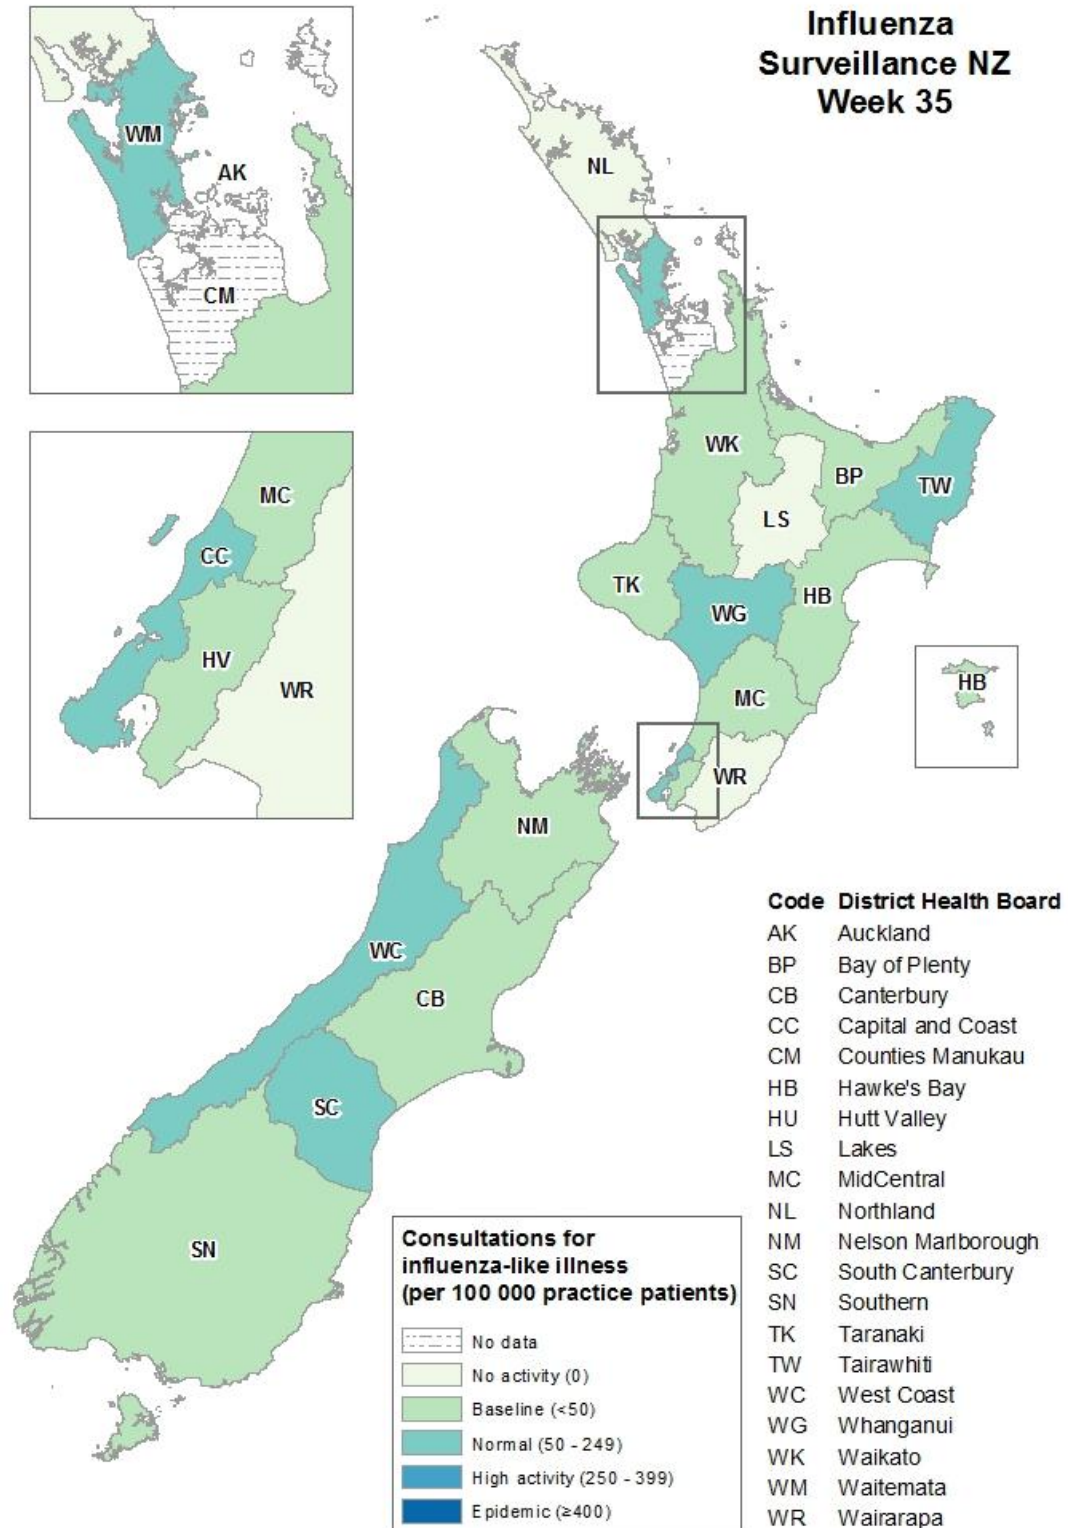 Influenza
Surveillance NZ
Week 35
WM
AK
CM
NL
WK
BP
TW
LS
TK
WG
HB
MC
WR
MC
CC
HV
WR
HB
NM
WC
CB
SC
SN
Code District Health Board
AK Auckland
BP Bay of Plenty
CB Canterbury
CC Capital and Coast
CM Counties Manukau
HB Hawke's Bay
HU Hutt Valley
LS Lakes
MC MidCentral
NL Northland
NM Nelson Marlborough
SC South Canterbury
SN Southern
TK Taranaki
TW Tairawhiti
WC West Coast
WG Whanganui
WK Waikato
WM Waitemata
WR Wairarapa
Consultations for
influenza-like illness
(per 100 000 practice patients)
No data
No activity (0)
Baseline (<50)
Normal (50 - 249)
High activity (250 - 399)
Epidemic (≥400)